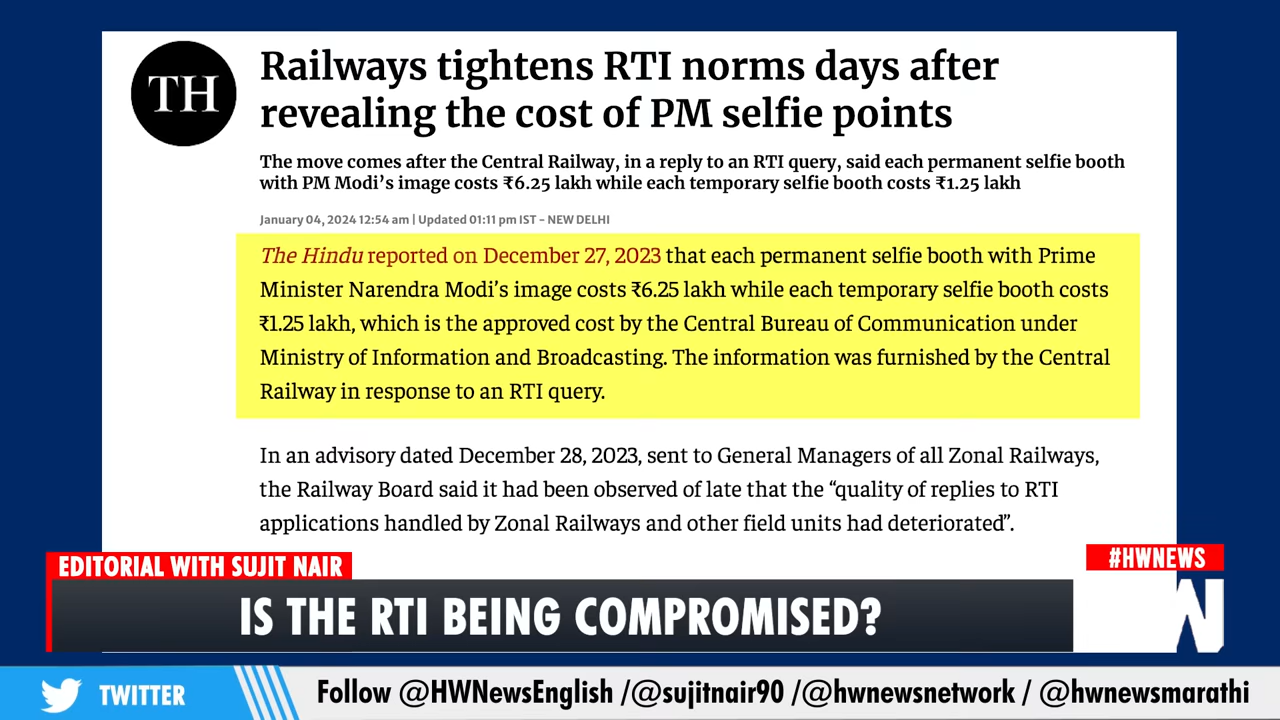 TH
Railways tightens RTI norms days after
revealing the cost of PM selfie points
The move comes after the Central Railway, in a reply to an RTI query, said each permanent selfie booth
with PM Modi's image costs ₹6.25 lakh while each temporary selfie booth costs ₹1.25 lakh
January 04, 2024 12:54 am | Updated 01:11 pm IST - NEW DELHI
The Hindu reported on December 27, 2023 that each permanent selfie booth with Prime
Minister Narendra Modi's image costs ₹6.25 lakh while each temporary selfie booth costs
₹1.25 lakh, which is the approved cost by the Central Bureau of Communication under
Ministry of Information and Broadcasting. The information was furnished by the Central
Railway in response to an RTI query.
In an advisory dated December 28, 2023, sent to General Managers of all Zonal Railways,
the Railway Board said it had been observed of late that the “quality of replies to RTI
applications handled by Zonal Railways and other field units had deteriorated”.
EDITORIAL WITH SUJIT NAIR
#HWNEWS
IS THE RTI BEING COMPROMISED?
W
TWITTER
Follow @HWNewsEnglish /@sujitnair90 /@hwnewsnetwork / @hwnewsmarathi